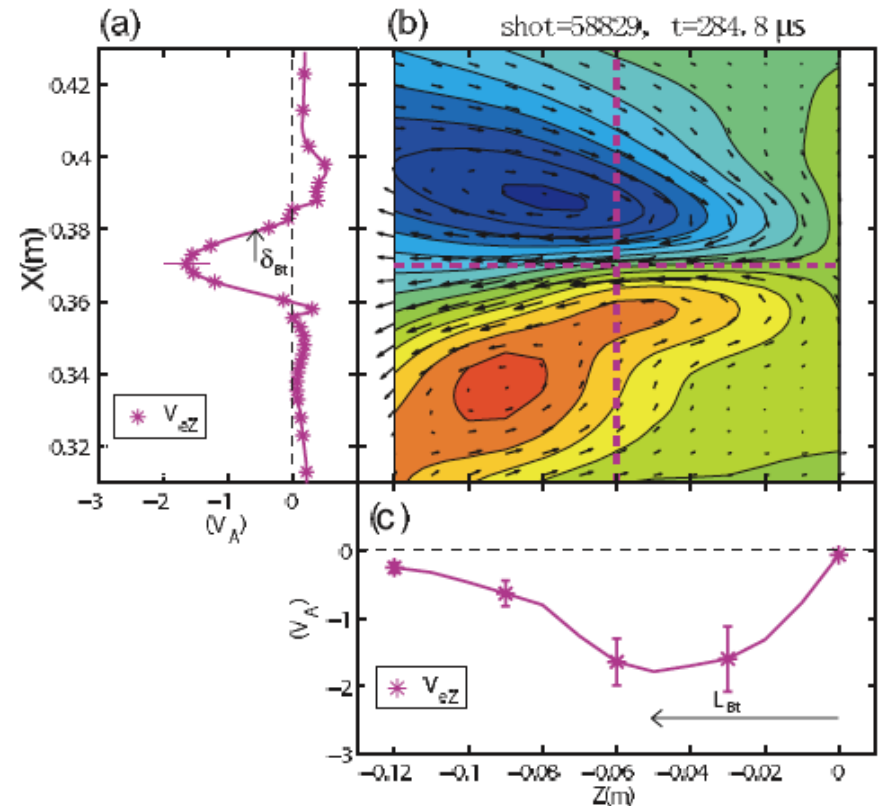 (a)
(b) shot=58829, t=284.8 μs
X(m)
0.42
0.4
0.38
0.36
0.34
0.32
δBt
VeZ
−3 −2 −1 0
(VA)
(c)
(VA)
0
−1
−2
−3
VeZ
LBt
−0.12 −0.1 −0.08 −0.06 −0.04 −0.02 0
Z(m)